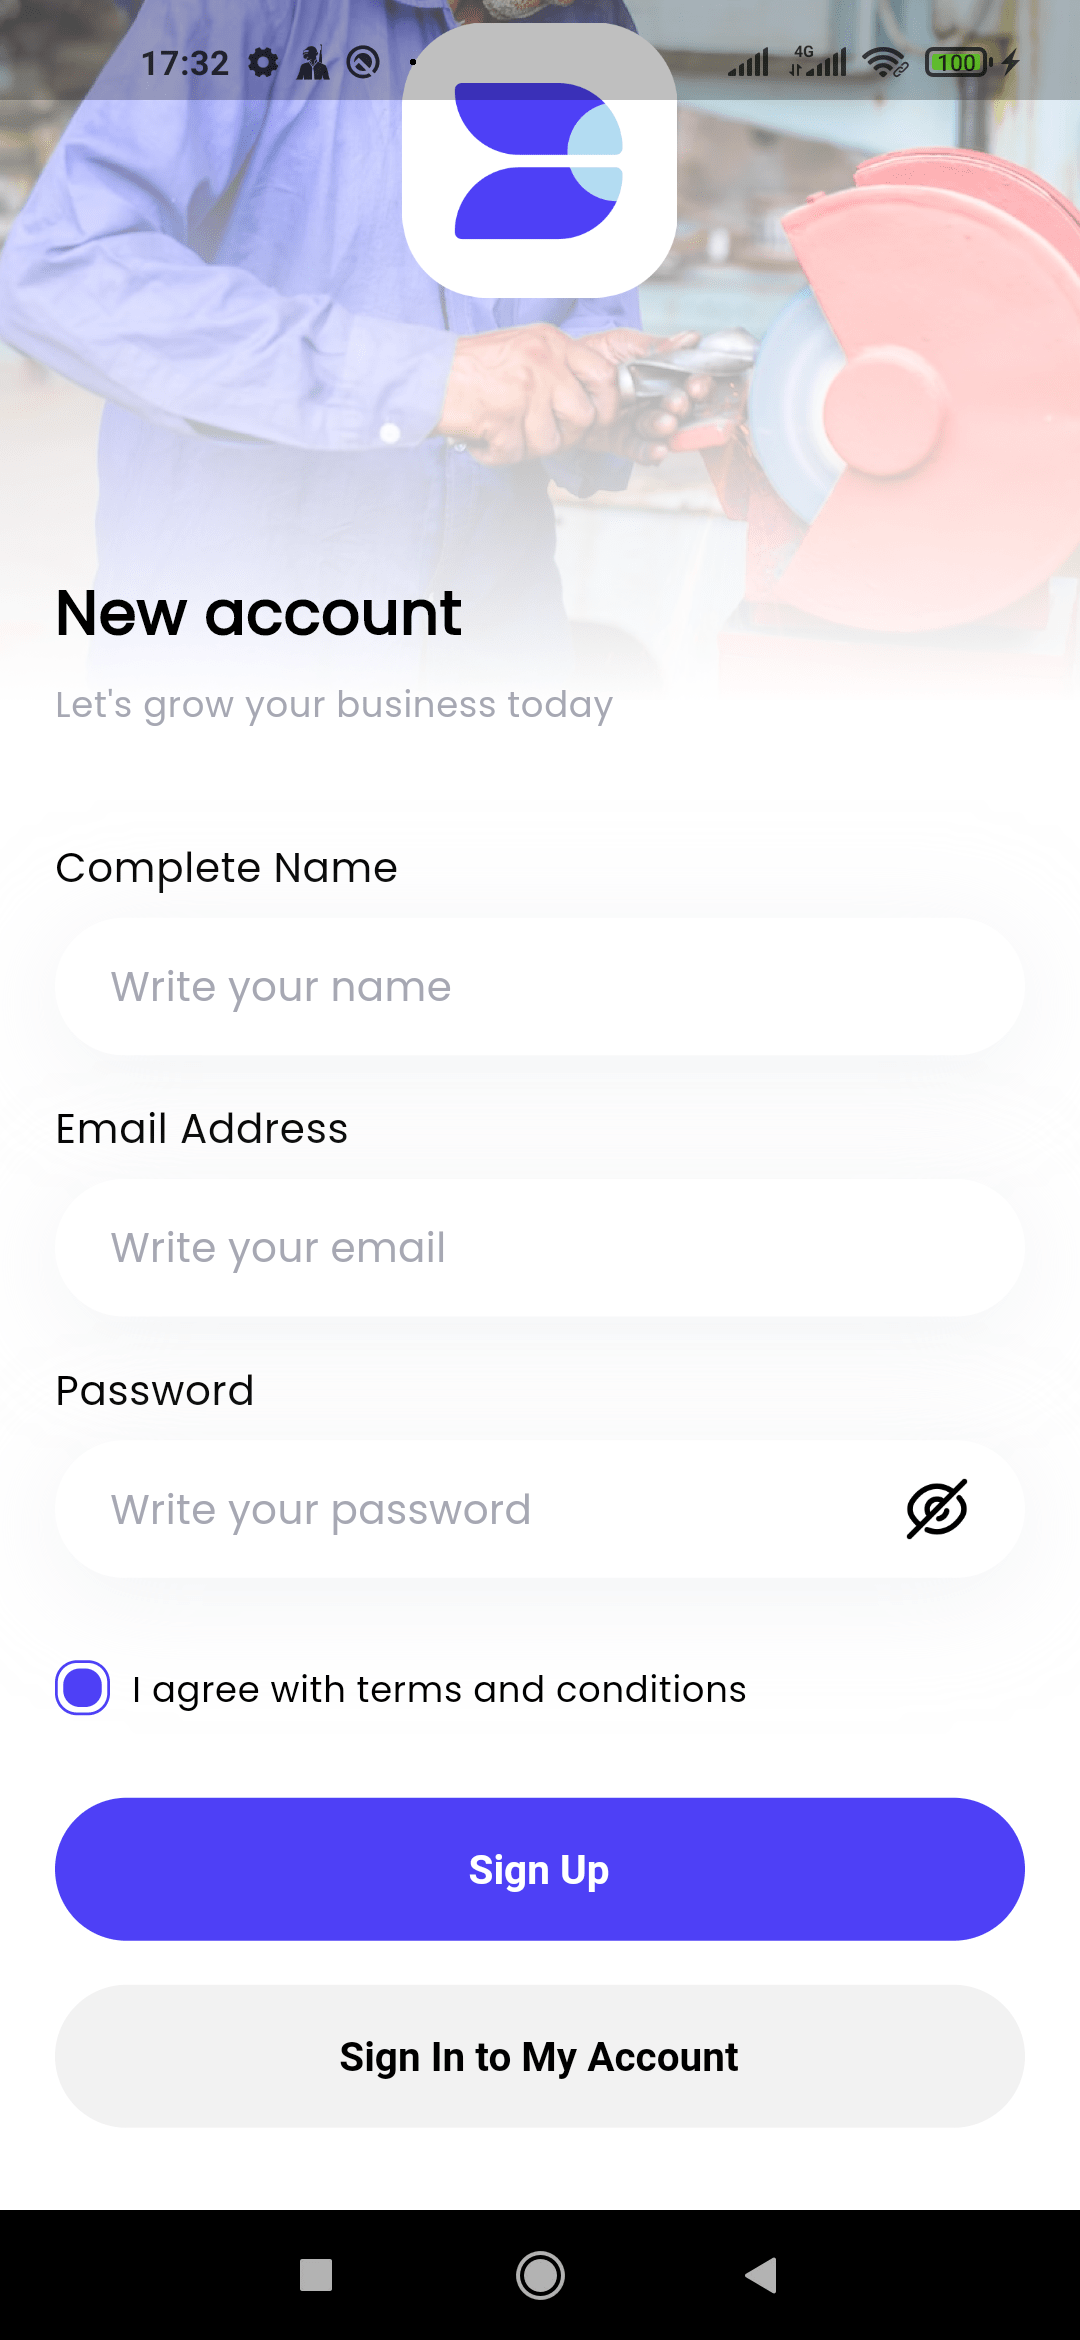 17:32
4G
100
New account
Let's grow your business today
Complete Name
Write your name
Email Address
Write your email
Password
Write your password
I agree with terms and conditions
Sign Up
Sign In to My Account